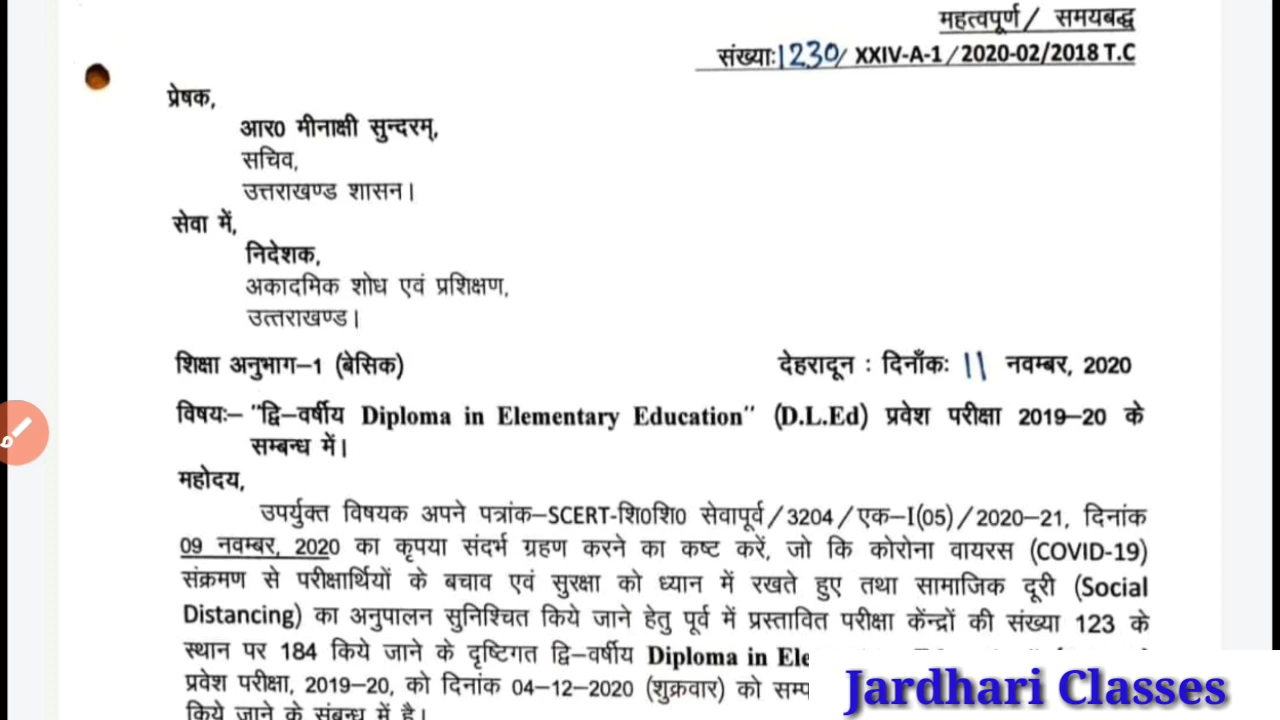 महत्वपूर्ण / समयबद्ध
संख्याः1230/ XXIV-A-1/2020-02/2018 T.C
प्रेषक,
आर0 मीनाक्षी सुन्दरम्,
सचिव,
उत्तराखण्ड शासन।
सेवा में,
निदेशक,
अकादमिक शोध एवं प्रशिक्षण,
उत्तराखण्ड।
शिक्षा अनुभाग–1 (बेसिक) देहरादून : दिनाँकः 11 नवम्बर, 2020
विषयः– "द्वि–वर्षीय Diploma in Elementary Education" (D.L.Ed) प्रवेश परीक्षा 2019–20 के
सम्बन्ध में।
महोदय,
उपर्युक्त विषयक अपने पत्रांक–SCERT-शि0शि0 सेवापूर्व/3204/एक–I(05)/2020–21, दिनांक
09 नवम्बर, 2020 का कृपया संदर्भ ग्रहण करने का कष्ट करें, जो कि कोरोना वायरस (COVID-19)
संक्रमण से परीक्षार्थियों के बचाव एवं सुरक्षा को ध्यान में रखते हुए तथा सामाजिक दूरी (Social
Distancing) का अनुपालन सुनिश्चित किये जाने हेतु पूर्व में प्रस्तावित परीक्षा केंन्द्रों की संख्या 123 के
स्थान पर 184 किये जाने के दृष्टिगत द्वि–वर्षीय Diploma in
प्रवेश परीक्षा, 2019–20, को दिनांक 04–12–2020 (शुक्रवार) को
किये जाने के संबन्ध में है।
Jardhari Classes